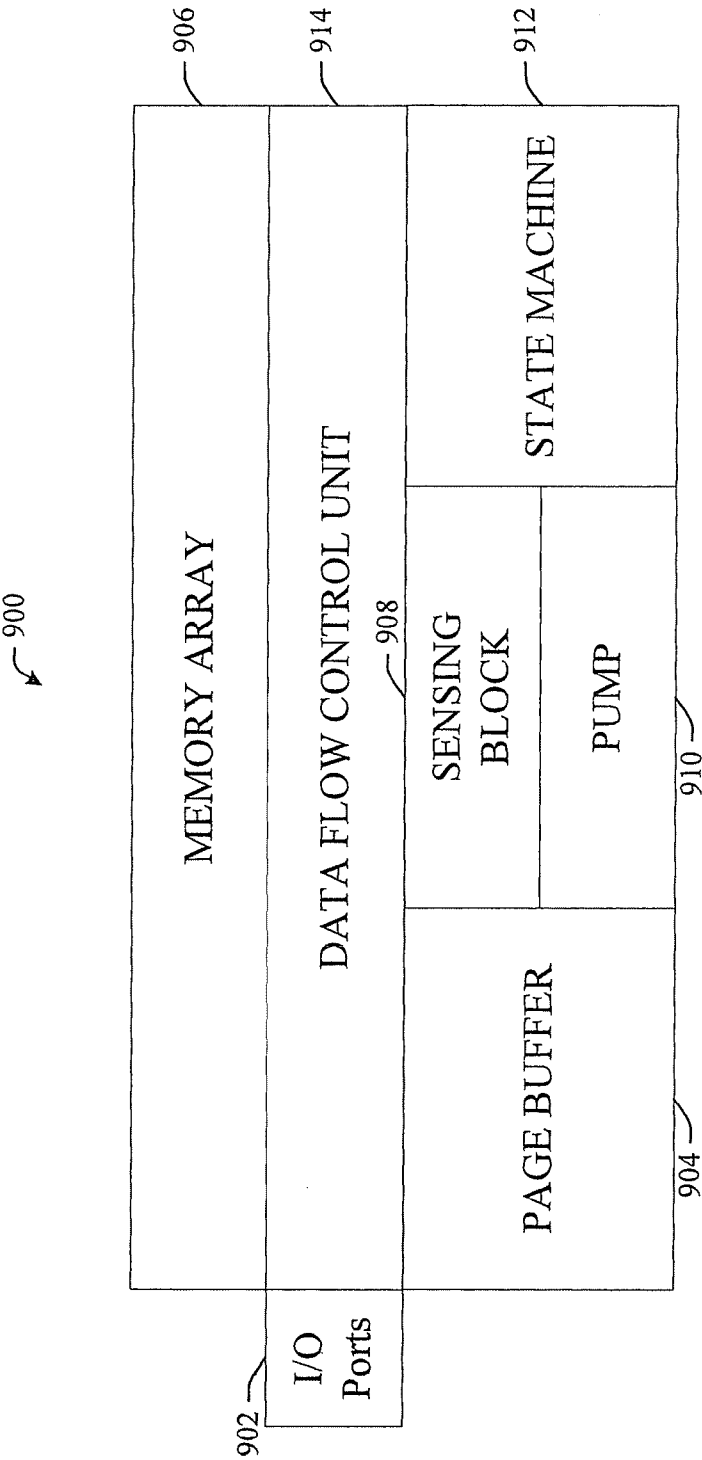 900
906
MEMORY ARRAY
914
DATA FLOW CONTROL UNIT
902
I/O
Ports
908
SENSING
BLOCK
912
STATE MACHINE
PAGE BUFFER
904
PUMP
910